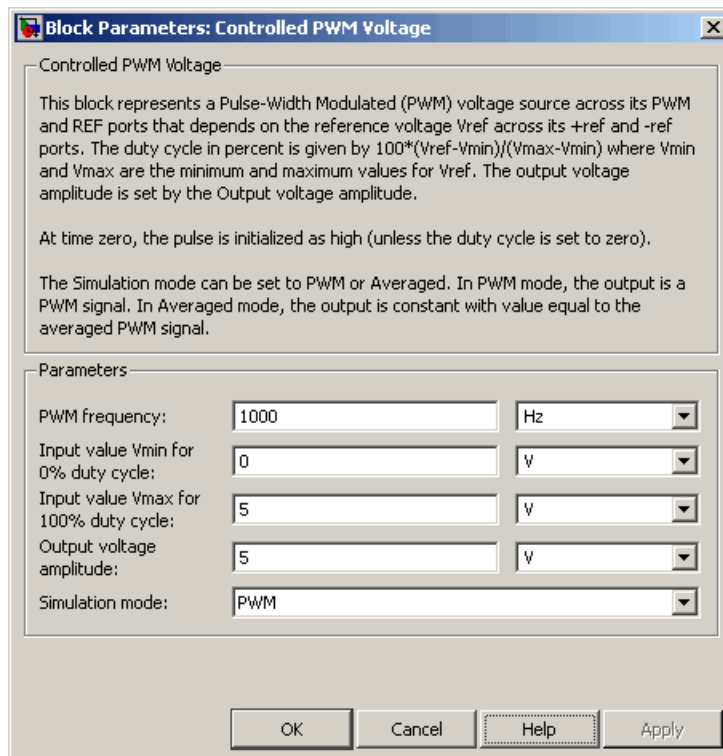 Block Parameters: Controlled PWM Voltage
Controlled PWM Voltage
This block represents a Pulse-Width Modulated (PWM) voltage source across its PWM
and REF ports that depends on the reference voltage Vref across its +ref and -ref
ports. The duty cycle in percent is given by 100*(Vref-Vmin)/(Vmax-Vmin) where Vmin
and Vmax are the minimum and maximum values for Vref. The output voltage
amplitude is set by the Output voltage amplitude.
At time zero, the pulse is initialized as high (unless the duty cycle is set to zero).
The Simulation mode can be set to PWM or Averaged. In PWM mode, the output is a
PWM signal. In Averaged mode, the output is constant with value equal to the
averaged PWM signal.
Parameters
PWM frequency: 1000 Hz
Input value Vmin for
0% duty cycle: 0 V
Input value Vmax for
100% duty cycle: 5 V
Output voltage
amplitude: 5 V
Simulation mode: PWM
OK Cancel Help Apply